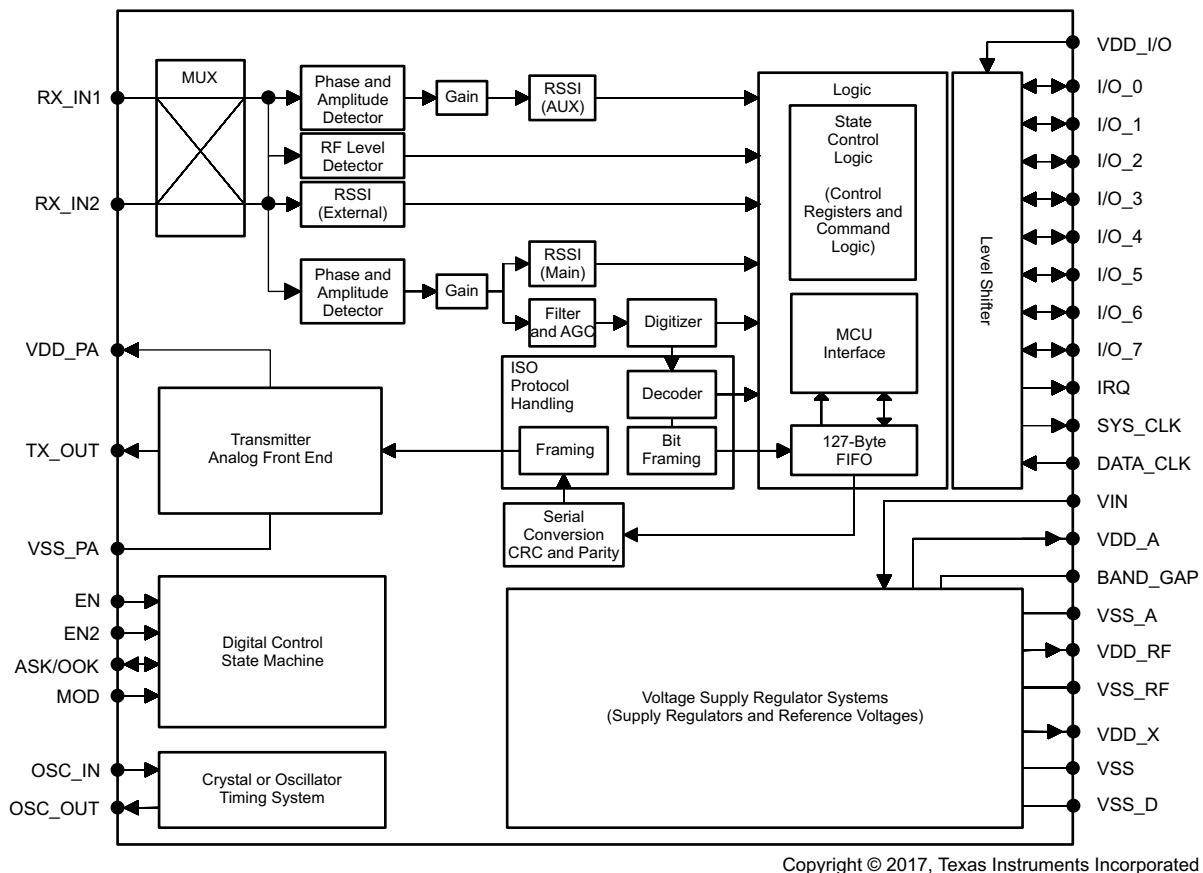 RX_IN1
RX_IN2
VDD_PA
TX_OUT
VSS_PA
EN
EN2
ASK/OOK
MOD
OSC_IN
OSC_OUT
MUX
Phase and
Amplitude
Detector
Gain
RSSI
(AUX)
RF Level
Detector
RSSI
(External)
Phase and
Amplitude
Detector
Gain
RSSI
(Main)
Filter
and AGC
Digitizer
ISO
Protocol
Handling
Decoder
Bit
Framing
Framing
Serial
Conversion
CRC and Parity
Transmitter
Analog Front End
Digital Control
State Machine
Crystal or Oscillator
Timing System
Logic
State
Control
Logic
(Control
Registers and
Command
Logic)
MCU
Interface
127-Byte
FIFO
Level Shifter
Voltage Supply Regulator Systems
(Supply Regulators and Reference Voltages)
VDD_I/O
I/O_0
I/O_1
I/O_2
I/O_3
I/O_4
I/O_5
I/O_6
I/O_7
IRQ
SYS_CLK
DATA_CLK
VIN
VDD_A
BAND_GAP
VSS_A
VDD_RF
VSS_RF
VDD_X
VSS
VSS_D
Copyright © 2017, Texas Instruments Incorporated